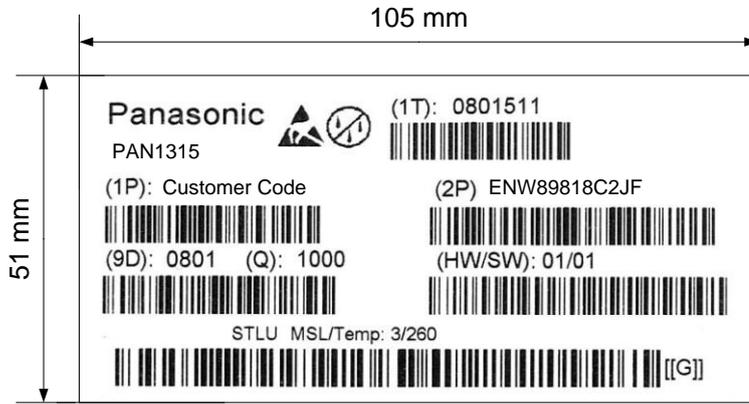 105 mm
51 mm
Panasonic
(1T): 0801511
PAN1315
(1P): Customer Code
(2P) ENW89818C2JF
(9D): 0801 (Q): 1000
(HW/SW): 01/01
STLU MSL/Temp: 3/260
[[G]]